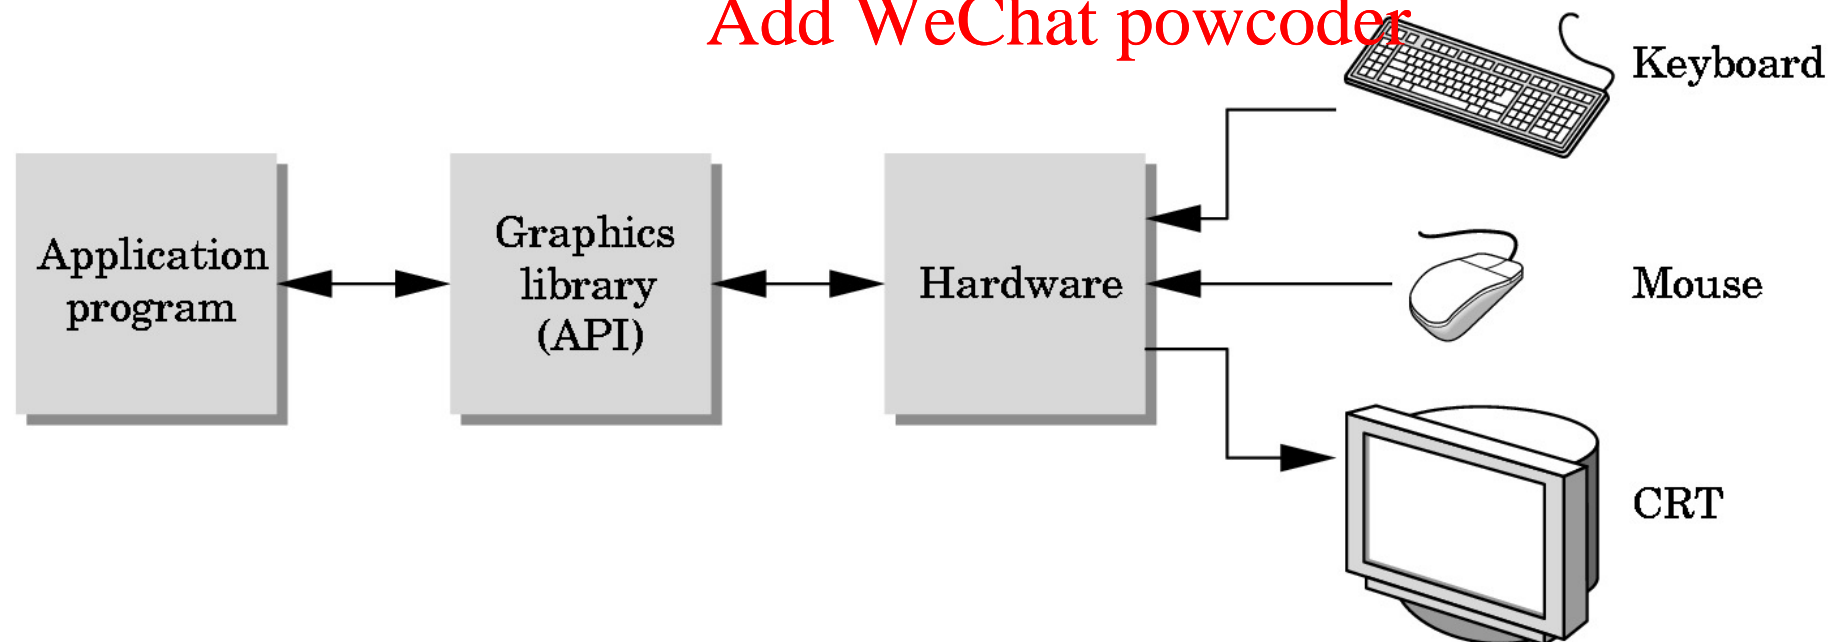 Add WeChat powcoder
Keyboard
Application
program
Graphics
library
(API)
Hardware
Mouse
CRT